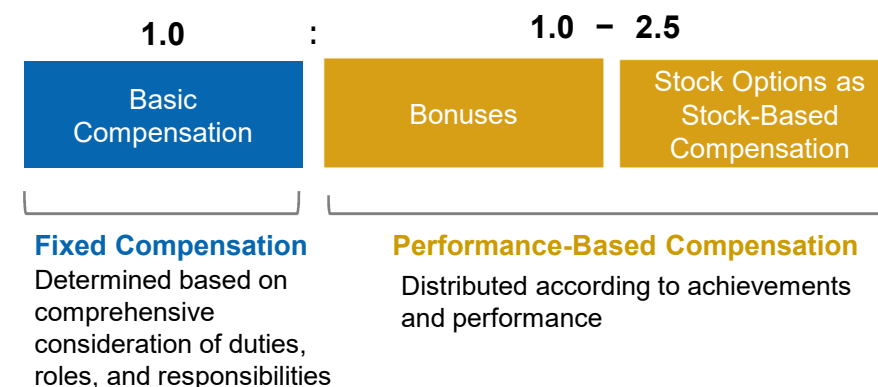 1.0 : 1.0 − 2.5
Basic
Compensation
Bonuses
Stock Options as
Stock-Based
Compensation
Fixed Compensation
Determined based on
comprehensive
consideration of duties,
roles, and responsibilities
Performance-Based Compensation
Distributed according to achievements
and performance